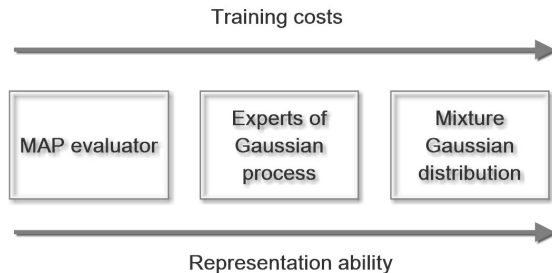 Training costs
MAP evaluator
Experts of
Gaussian
process
Mixture
Gaussian
distribution
Representation ability